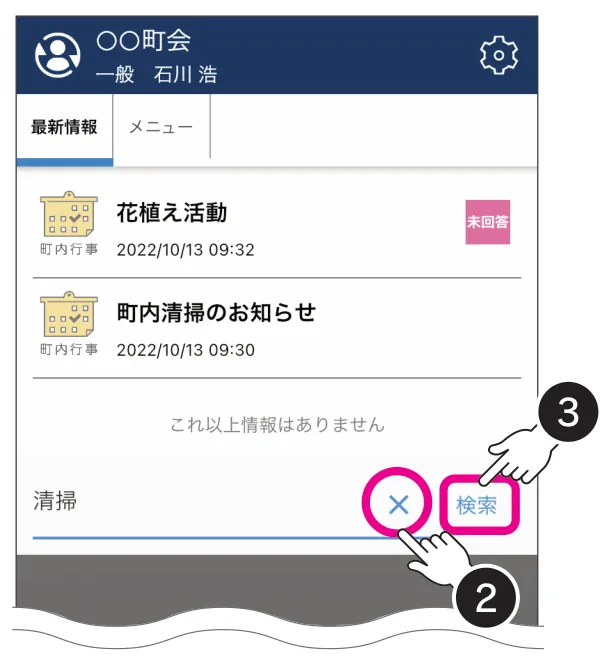 〇〇町会
一般　石川 浩
最新情報
メニュー
花植え活動
未回答
町内行事
2022/10/13 09:32
町内清掃のお知らせ
町内行事
2022/10/13 09:30
これ以上情報はありません
3
清掃
×
検索
2